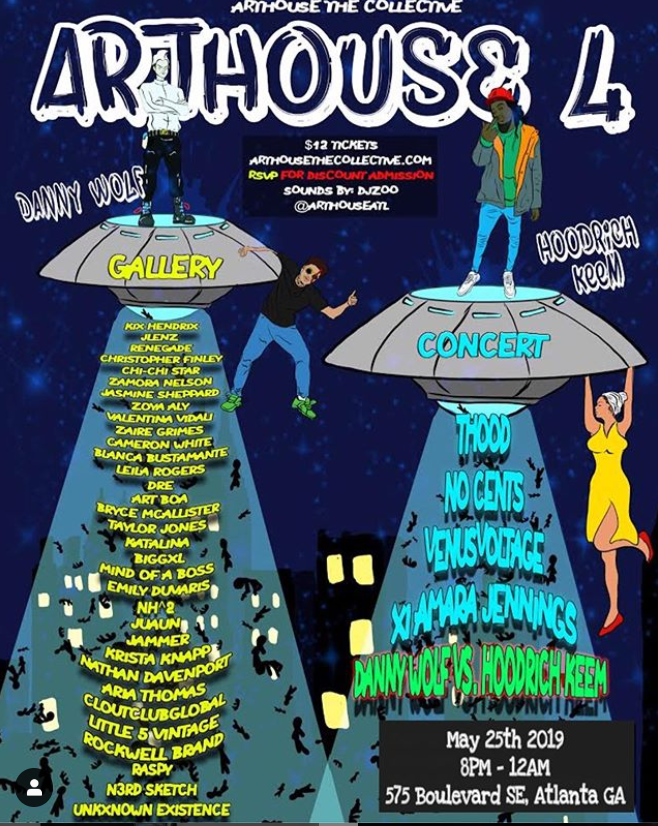 ARTHOUSE THE COLLECTIVE
ARTHOUSE 4
$12 TICKETS
ARTHOUSETHECOLLECTIVE.COM
RSVP FOR DISCOUNT ADMISSION
SOUNDS BY: DJZOO
@ARTHOUSEATL
DANNY WOLF
HOODRICH
KEEM
GALLERY
KIX HENDRIX
JLENZ
RENEGADE
CHRISTOPHER FINLEY
CHI-CHI STAR
ZAMORA NELSON
JASMINE SHEPPARD
ZOYA ALY
VALENTINA VIDALI
ZAIRE GRIMES
CAMERON WHITE
BLANCA BUSTAMANTE
LEILA ROGERS
DRE
ART BOA
BRYCE MCALLISTER
TAYLOR JONES
KATALINA
BIGGXL
MIND OF A BOSS
EMILY DUVARIS
NH^2
JUAUN
JAMMER
KRISTA KNAPP
NATHAN DAVENPORT
ARIA THOMAS
CLOUTCLUBGLOBAL
LITTLE 5 VINTAGE
ROCKWELL BRAND
RASPY
N3RD SKETCH
UNKXNOWN EXISTENCE
CONCERT
THOOD
NO CENTS
VENUSVOLTAGE
XIAMARA JENNINGS
DANNY WOLF VS. HOODRICH KEEM
May 25th 2019
8PM - 12AM
575 Boulevard SE, Atlanta GA